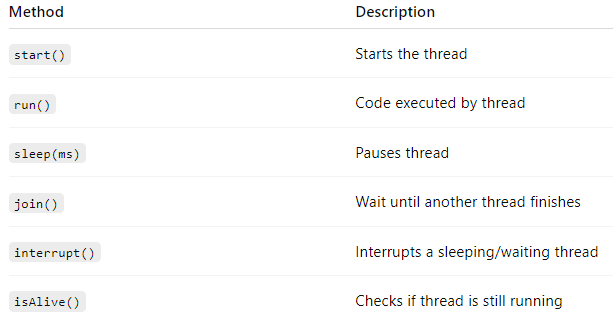 Method Description
start() Starts the thread
run() Code executed by thread
sleep(ms) Pauses thread
join() Wait until another thread finishes
interrupt() Interrupts a sleeping/waiting thread
isAlive() Checks if thread is still running